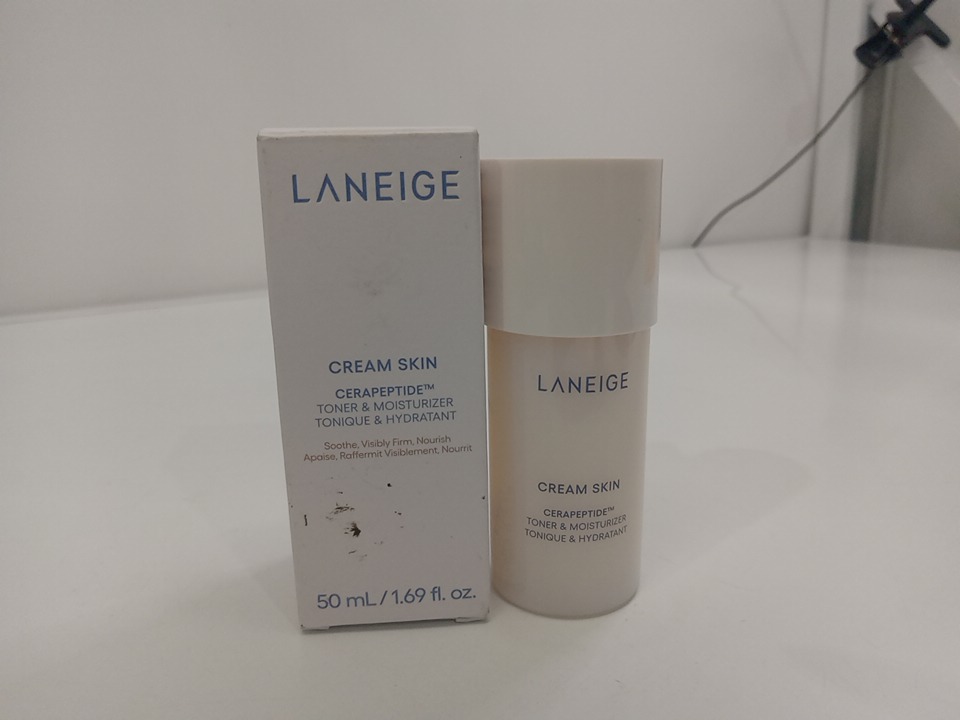 LANEIGE
CREAM SKIN
CERAPEPTIDE™
TONER & MOISTURIZER
TONIQUE & HYDRATANT
Soothe, Visibly Firm, Nourish
Apaise, Raffermit Visiblement, Nourrit
50 mL / 1.69 fl. oz.
LANEIGE
CREAM SKIN
CERAPEPTIDE™
TONER & MOISTURIZER
TONIQUE & HYDRATANT